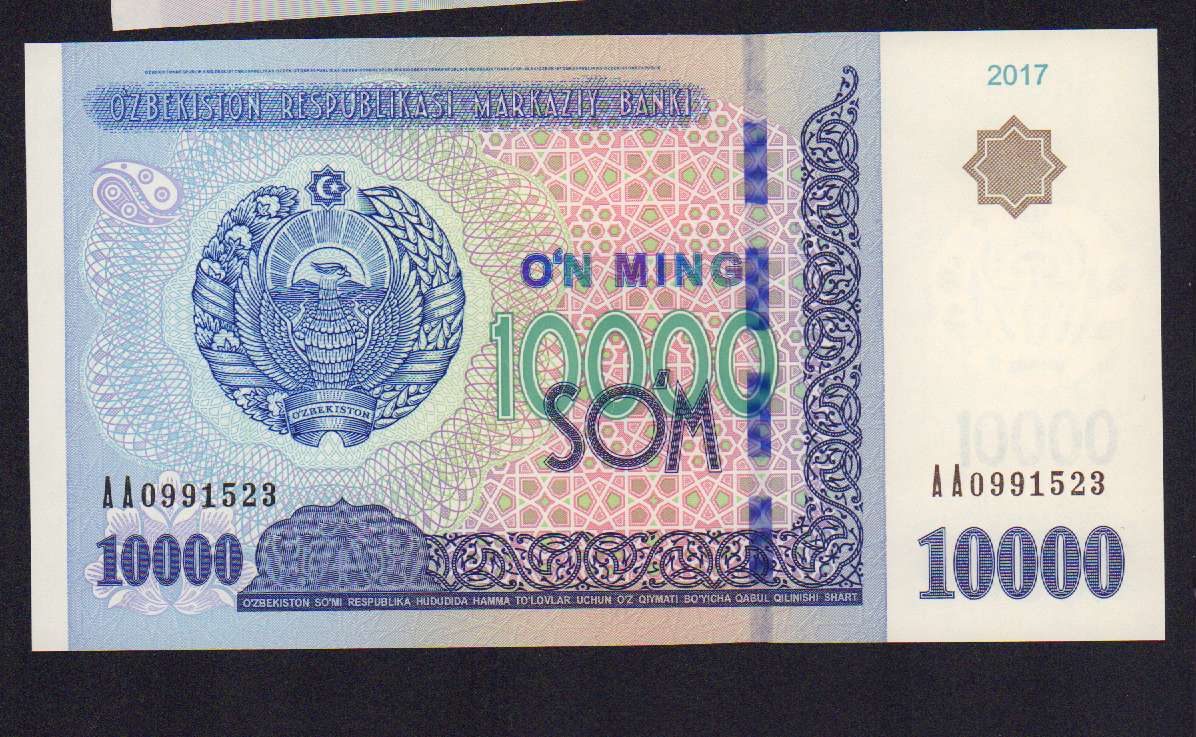 2017
O'ZBEKISTON RESPUBLIKASI MARKAZIY BANKI
O'N MING
10000
SO'M
O'ZBEKISTON
10000
AA0991523
AA0991523
10000
10000
O'ZBEKISTON SO'MI RESPUBLIKA HUDUDIDA HAMMA TO'LOVLAR UCHUN O'Z QIYMATI BO'YICHA QABUL QILINISHI SHART